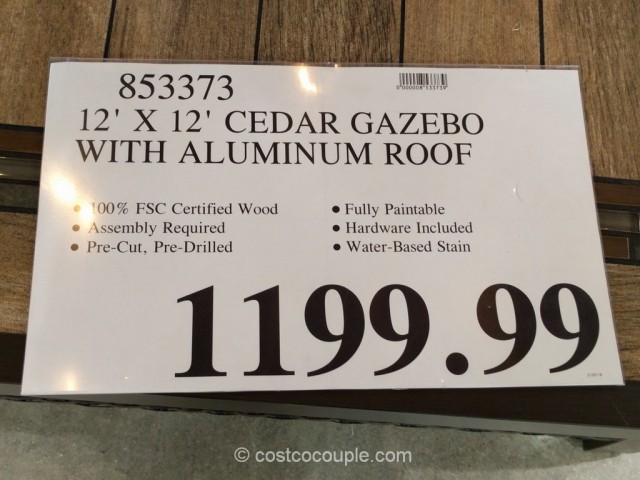 853373
12' X 12' CEDAR GAZEBO
WITH ALUMINUM ROOF
• 100% FSC Certified Wood
• Assembly Required
• Pre-Cut, Pre-Drilled
• Fully Paintable
• Hardware Included
• Water-Based Stain
1199.99
© costcocouple.com